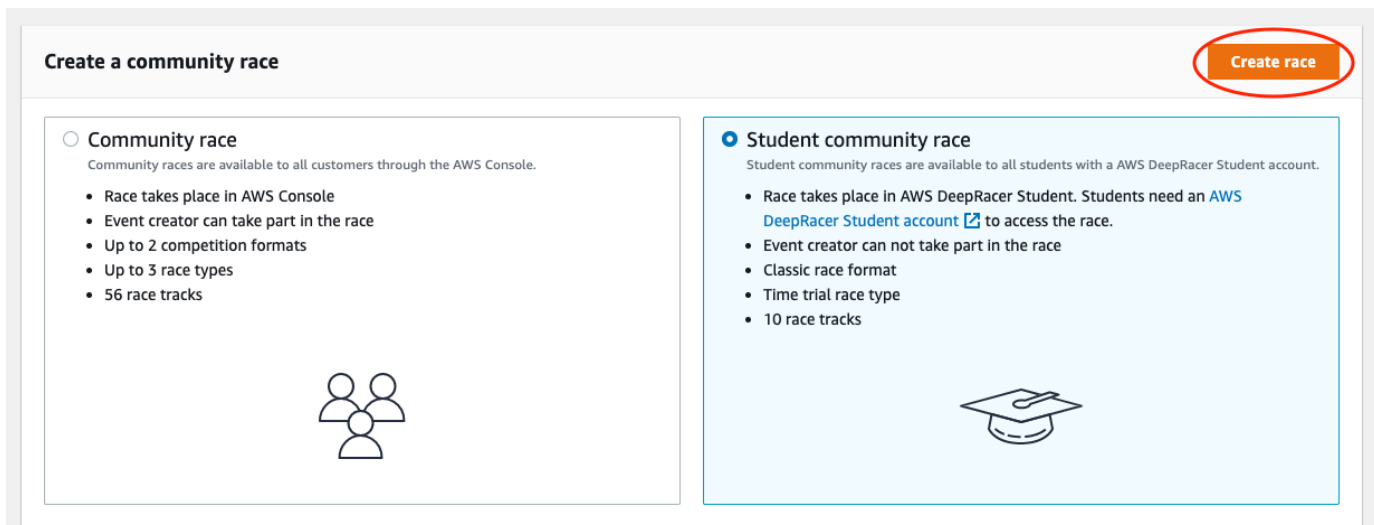 Create a community race
Create race
Community race
Community races are available to all customers through the AWS Console.
• Race takes place in AWS Console
• Event creator can take part in the race
• Up to 2 competition formats
• Up to 3 race types
• 56 race tracks
Student community race
Student community races are available to all students with a AWS DeepRacer Student account.
• Race takes place in AWS DeepRacer Student. Students need an AWS
DeepRacer Student account to access the race.
• Event creator can not take part in the race
• Classic race format
• Time trial race type
• 10 race tracks